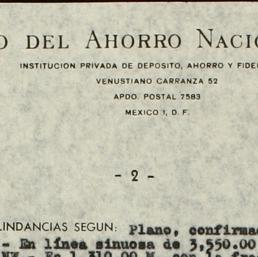 O DEL AHORRO NACIO
INSTITUCION PRIVADA DE DEPOSITO, AHORRO Y FIDE
VENUSTIANO CARRANZA 52
APDO. POSTAL 7583
MEXICO 1, D. F.
- 2 -
LINDANCIAS SEGUN: Plano, confirma
- En línea sinuosa de 3,550.00